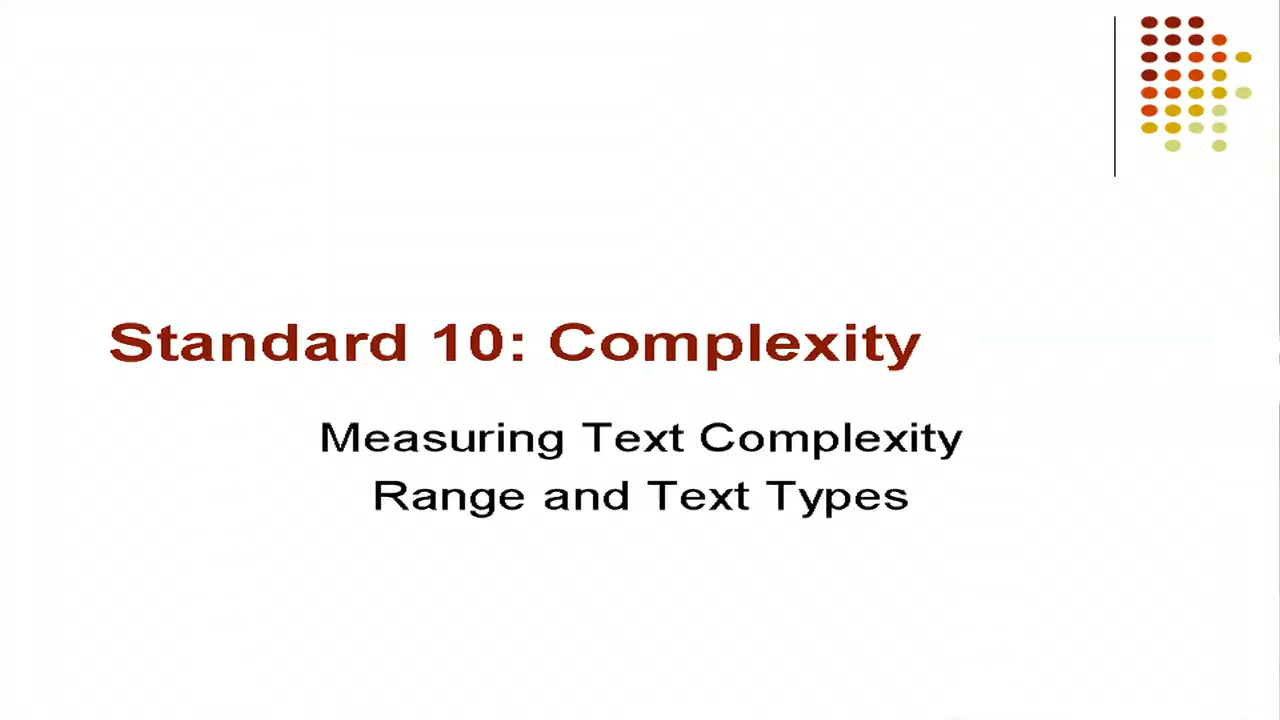 Standard 10: Complexity
Measuring Text Complexity
Range and Text Types